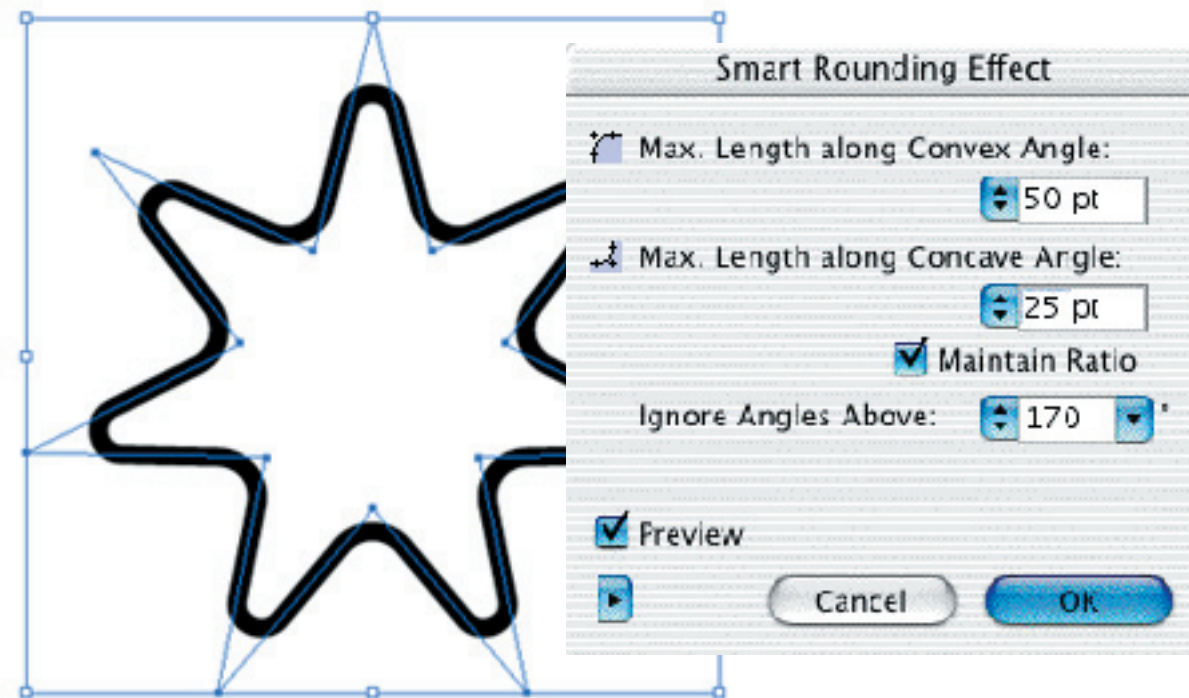 Smart Rounding Effect
Max. Length along Convex Angle:
50 pt
Max. Length along Concave Angle:
25 pt
Maintain Ratio
Ignore Angles Above: 170 °
Preview
Cancel OK